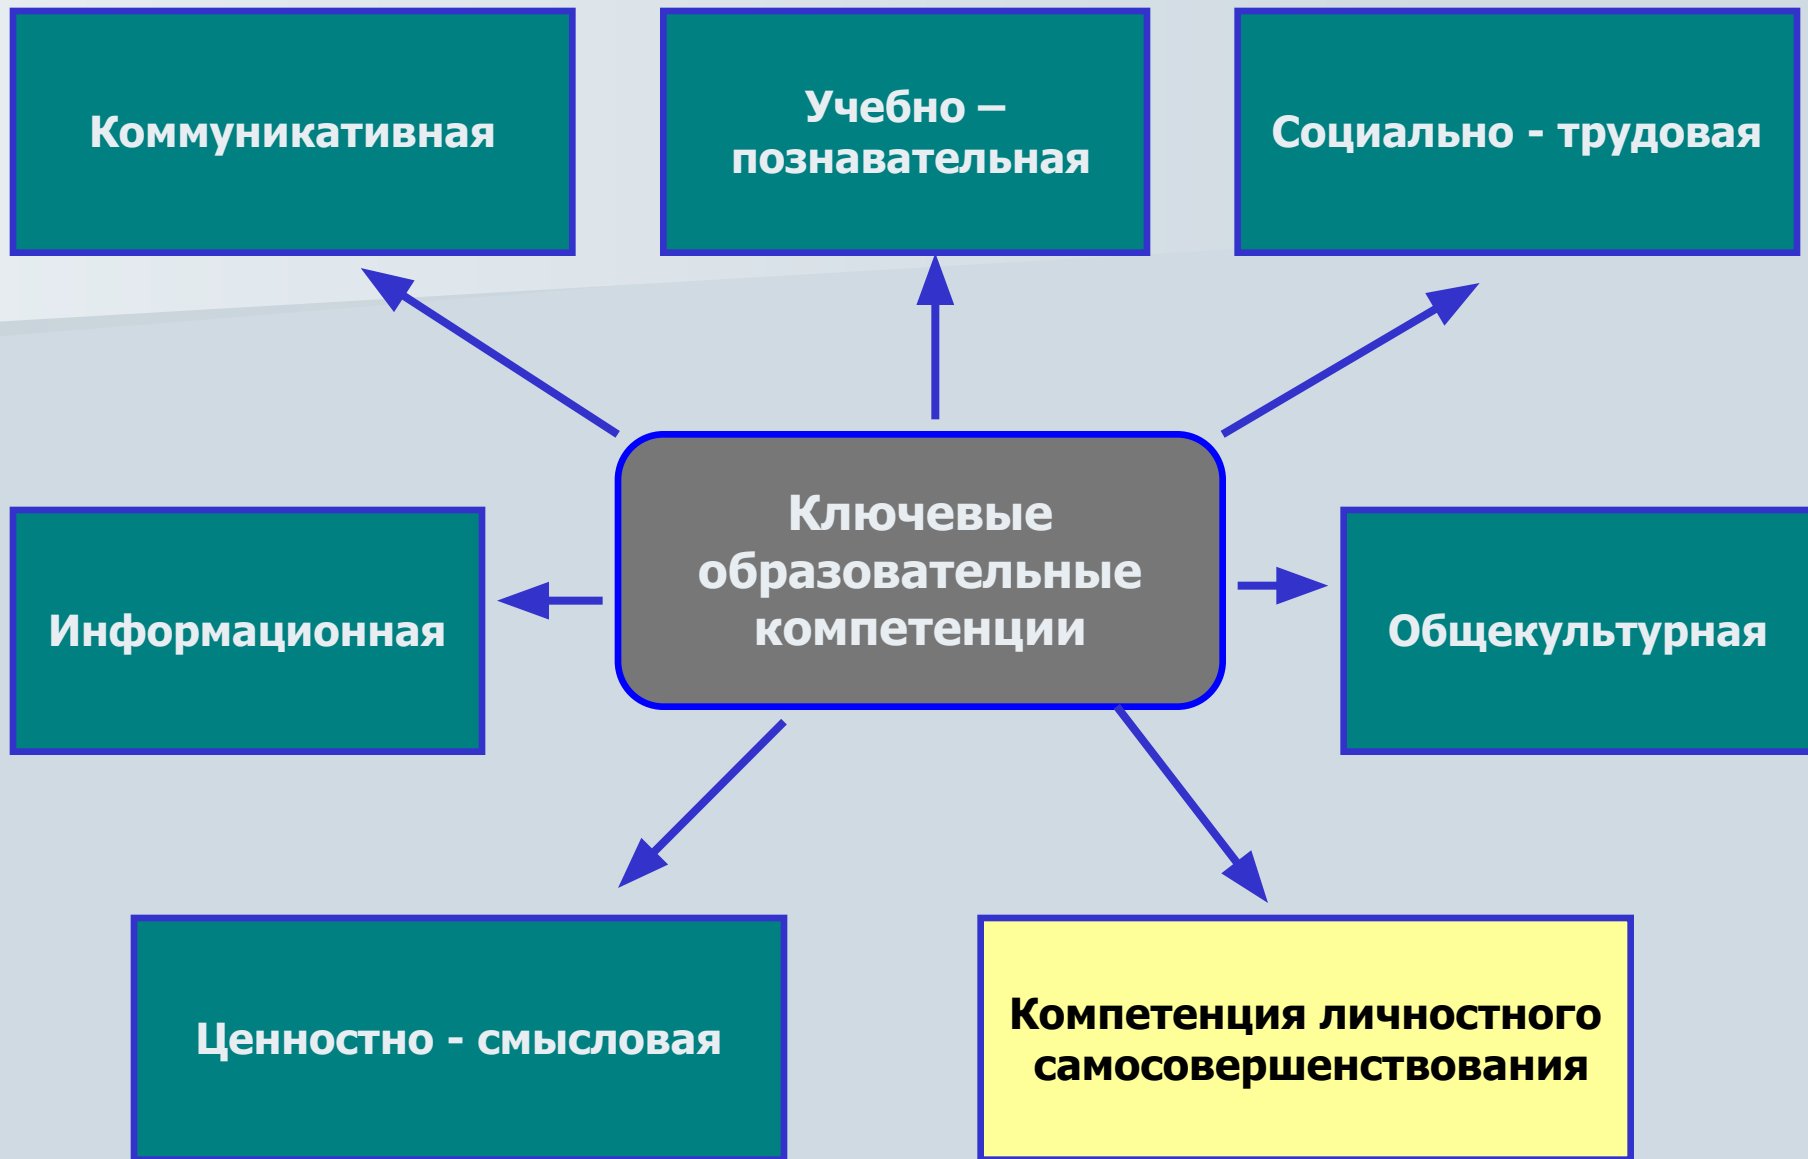 Коммуникативная
Учебно –
познавательная
Социально - трудовая
Ключевые
образовательные
компетенции
Информационная
Общекультурная
Ценностно - смысловая
Компетенция личностного
самосовершенствования